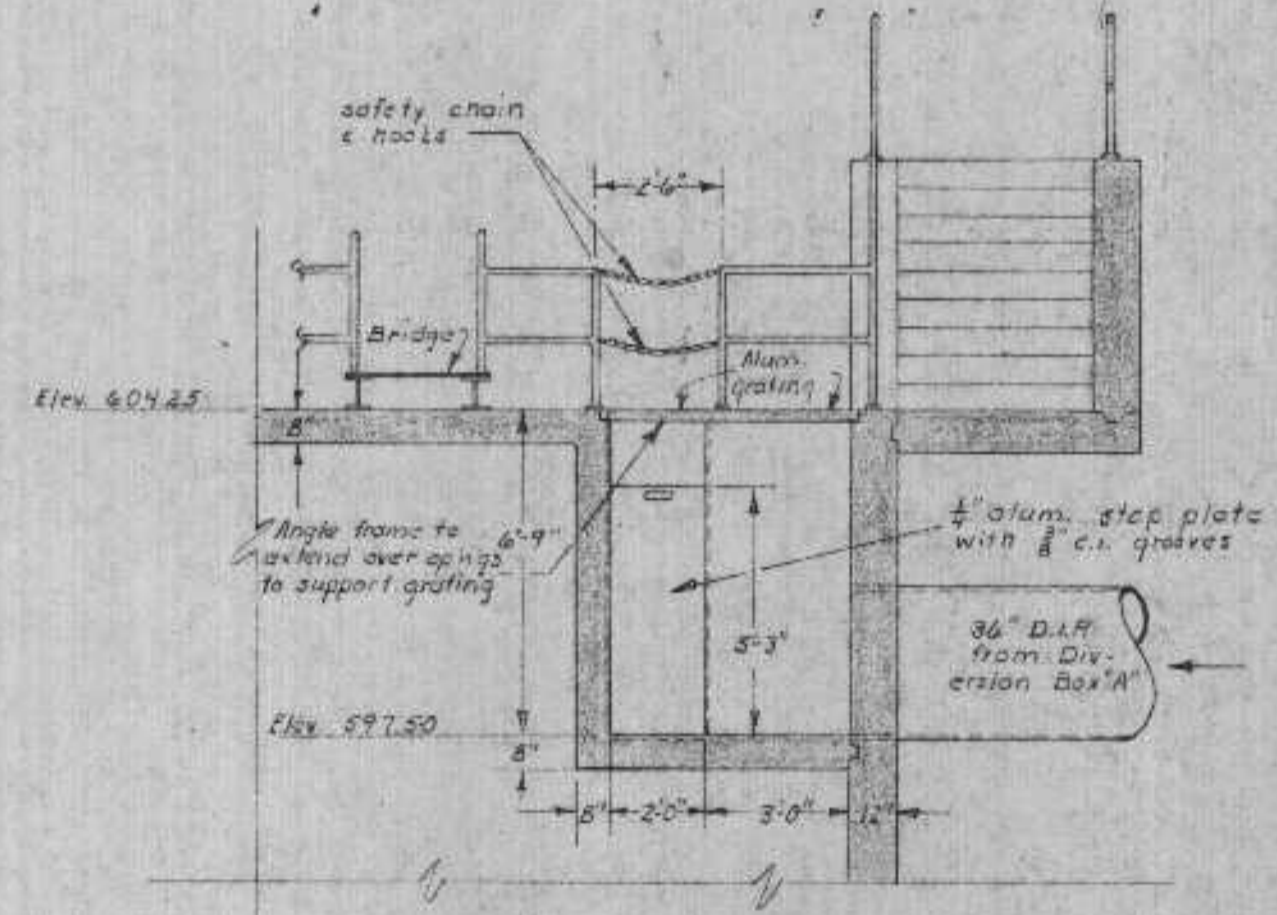 safety chain
& hooks
2'-6"
Bridge
Alum.
grating
Elev. 604.25
8"
Angle frame to
extend over op'ngs
to support grating
6'-9"
1/4" alum. stop plate
with 3/8" c.i. grooves
5'-3"
36" D.I.P.
from Div-
ersion Box "A"
Elev. 597.50
8"
8"
2'-0"
3'-0"
12"